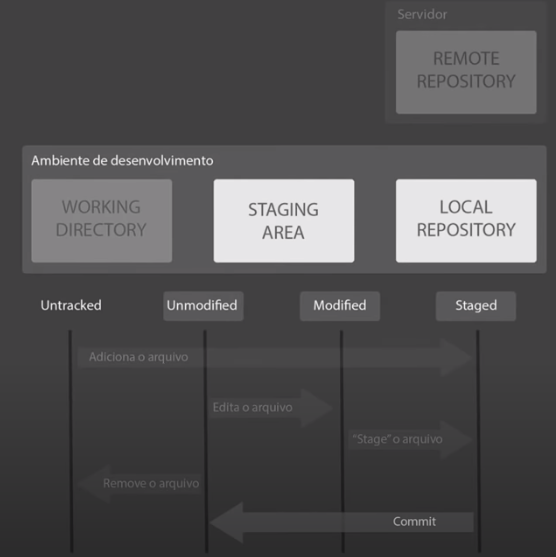 Servidor
REMOTE
REPOSITORY
Ambiente de desenvolvimento
WORKING
DIRECTORY
STAGING
AREA
LOCAL
REPOSITORY
Untracked
Unmodified
Modified
Staged
Adiciona o arquivo
Edita o arquivo
"Stage" o arquivo
Remove o arquivo
Commit